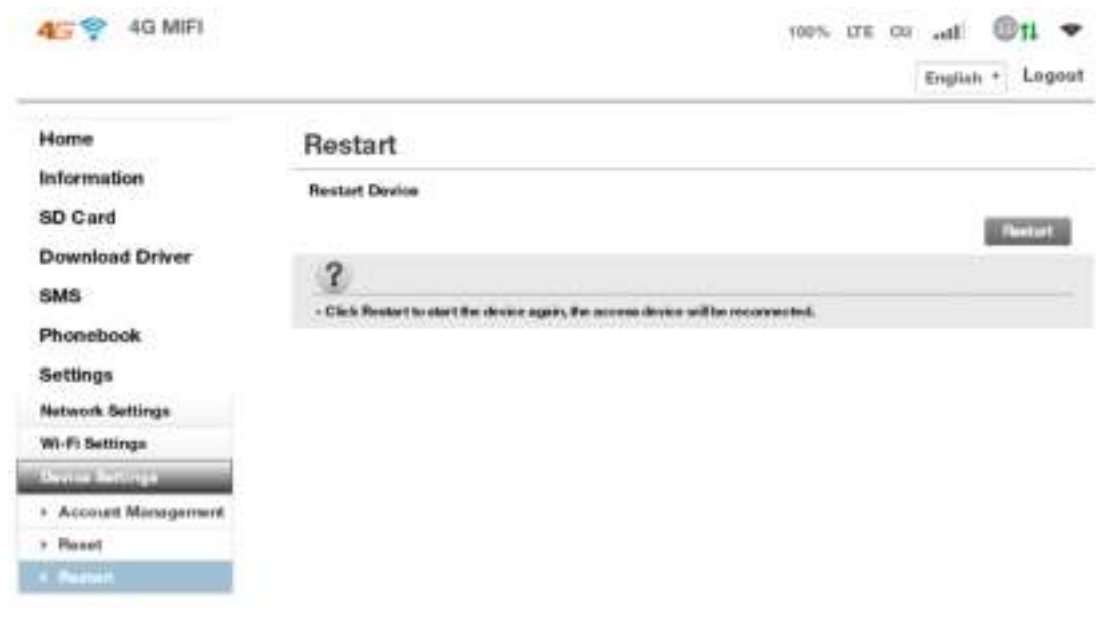 4G 4G MIFI
100% LTE CU
English Logout
Home
Information
SD Card
Download Driver
SMS
Phonebook
Settings
Network Settings
Wi-Fi Settings
Device Settings
› Account Management
› Reset
› Restart
Restart
Restart Device
Restart
?
- Click Restart to start the device again, the access device will be reconnected.